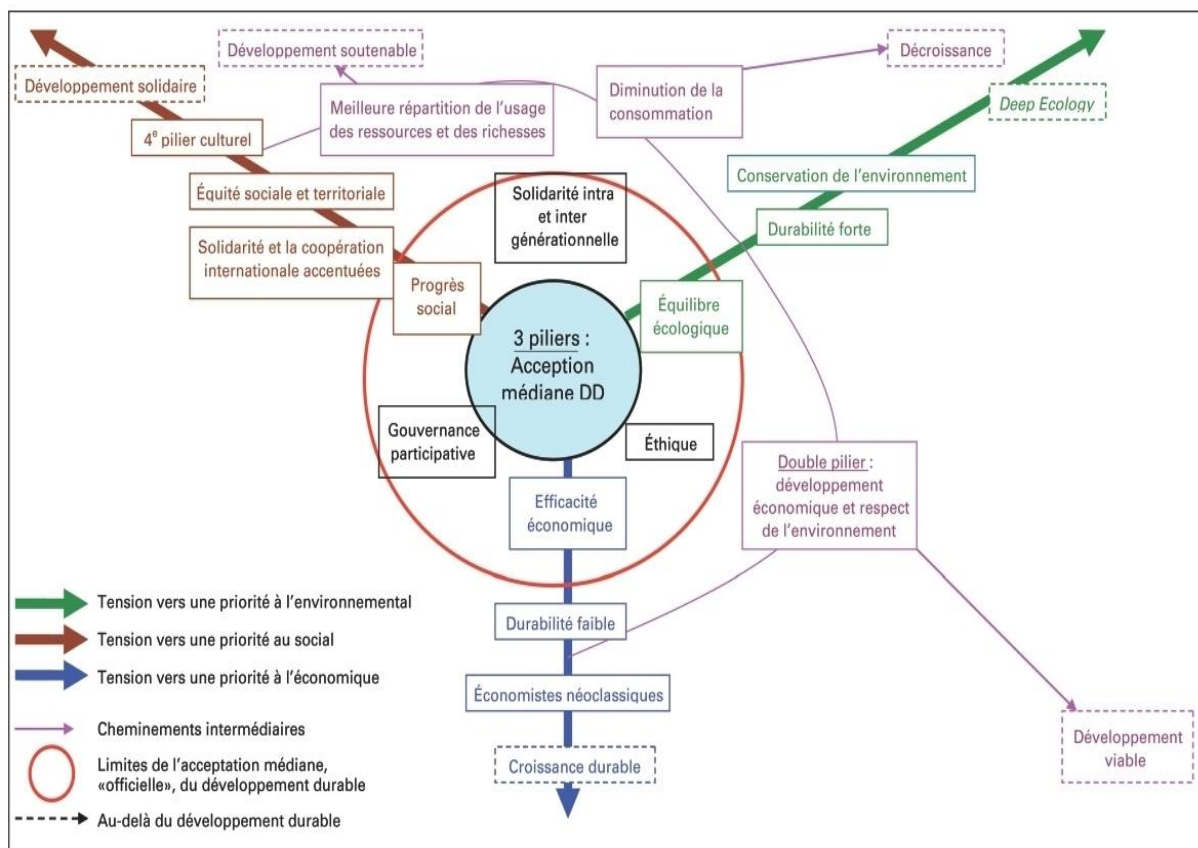 Développement soutenable
Décroissance
Développement solidaire
Meilleure répartition de l'usage
des ressources et des richesses
Diminution de la
consommation
Deep Ecology
4e pilier culturel
Conservation de l'environnement
Équité sociale et territoriale
Solidarité intra
et inter
générationnelle
Durabilité forte
Solidarité et la coopération
internationale accentuées
Progrès
social
Équilibre
écologique
3 piliers :
Acception
médiane DD
Gouvernance
participative
Éthique
Double pilier :
développement
économique et respect
de l'environnement
Efficacité
économique
Durabilité faible
Économistes néoclassiques
Croissance durable
Développement
viable
Tension vers une priorité à l'environnemental
Tension vers une priorité au social
Tension vers une priorité à l'économique
Cheminements intermédiaires
Limites de l'acceptation médiane,
«officielle», du développement durable
Au-delà du développement durable